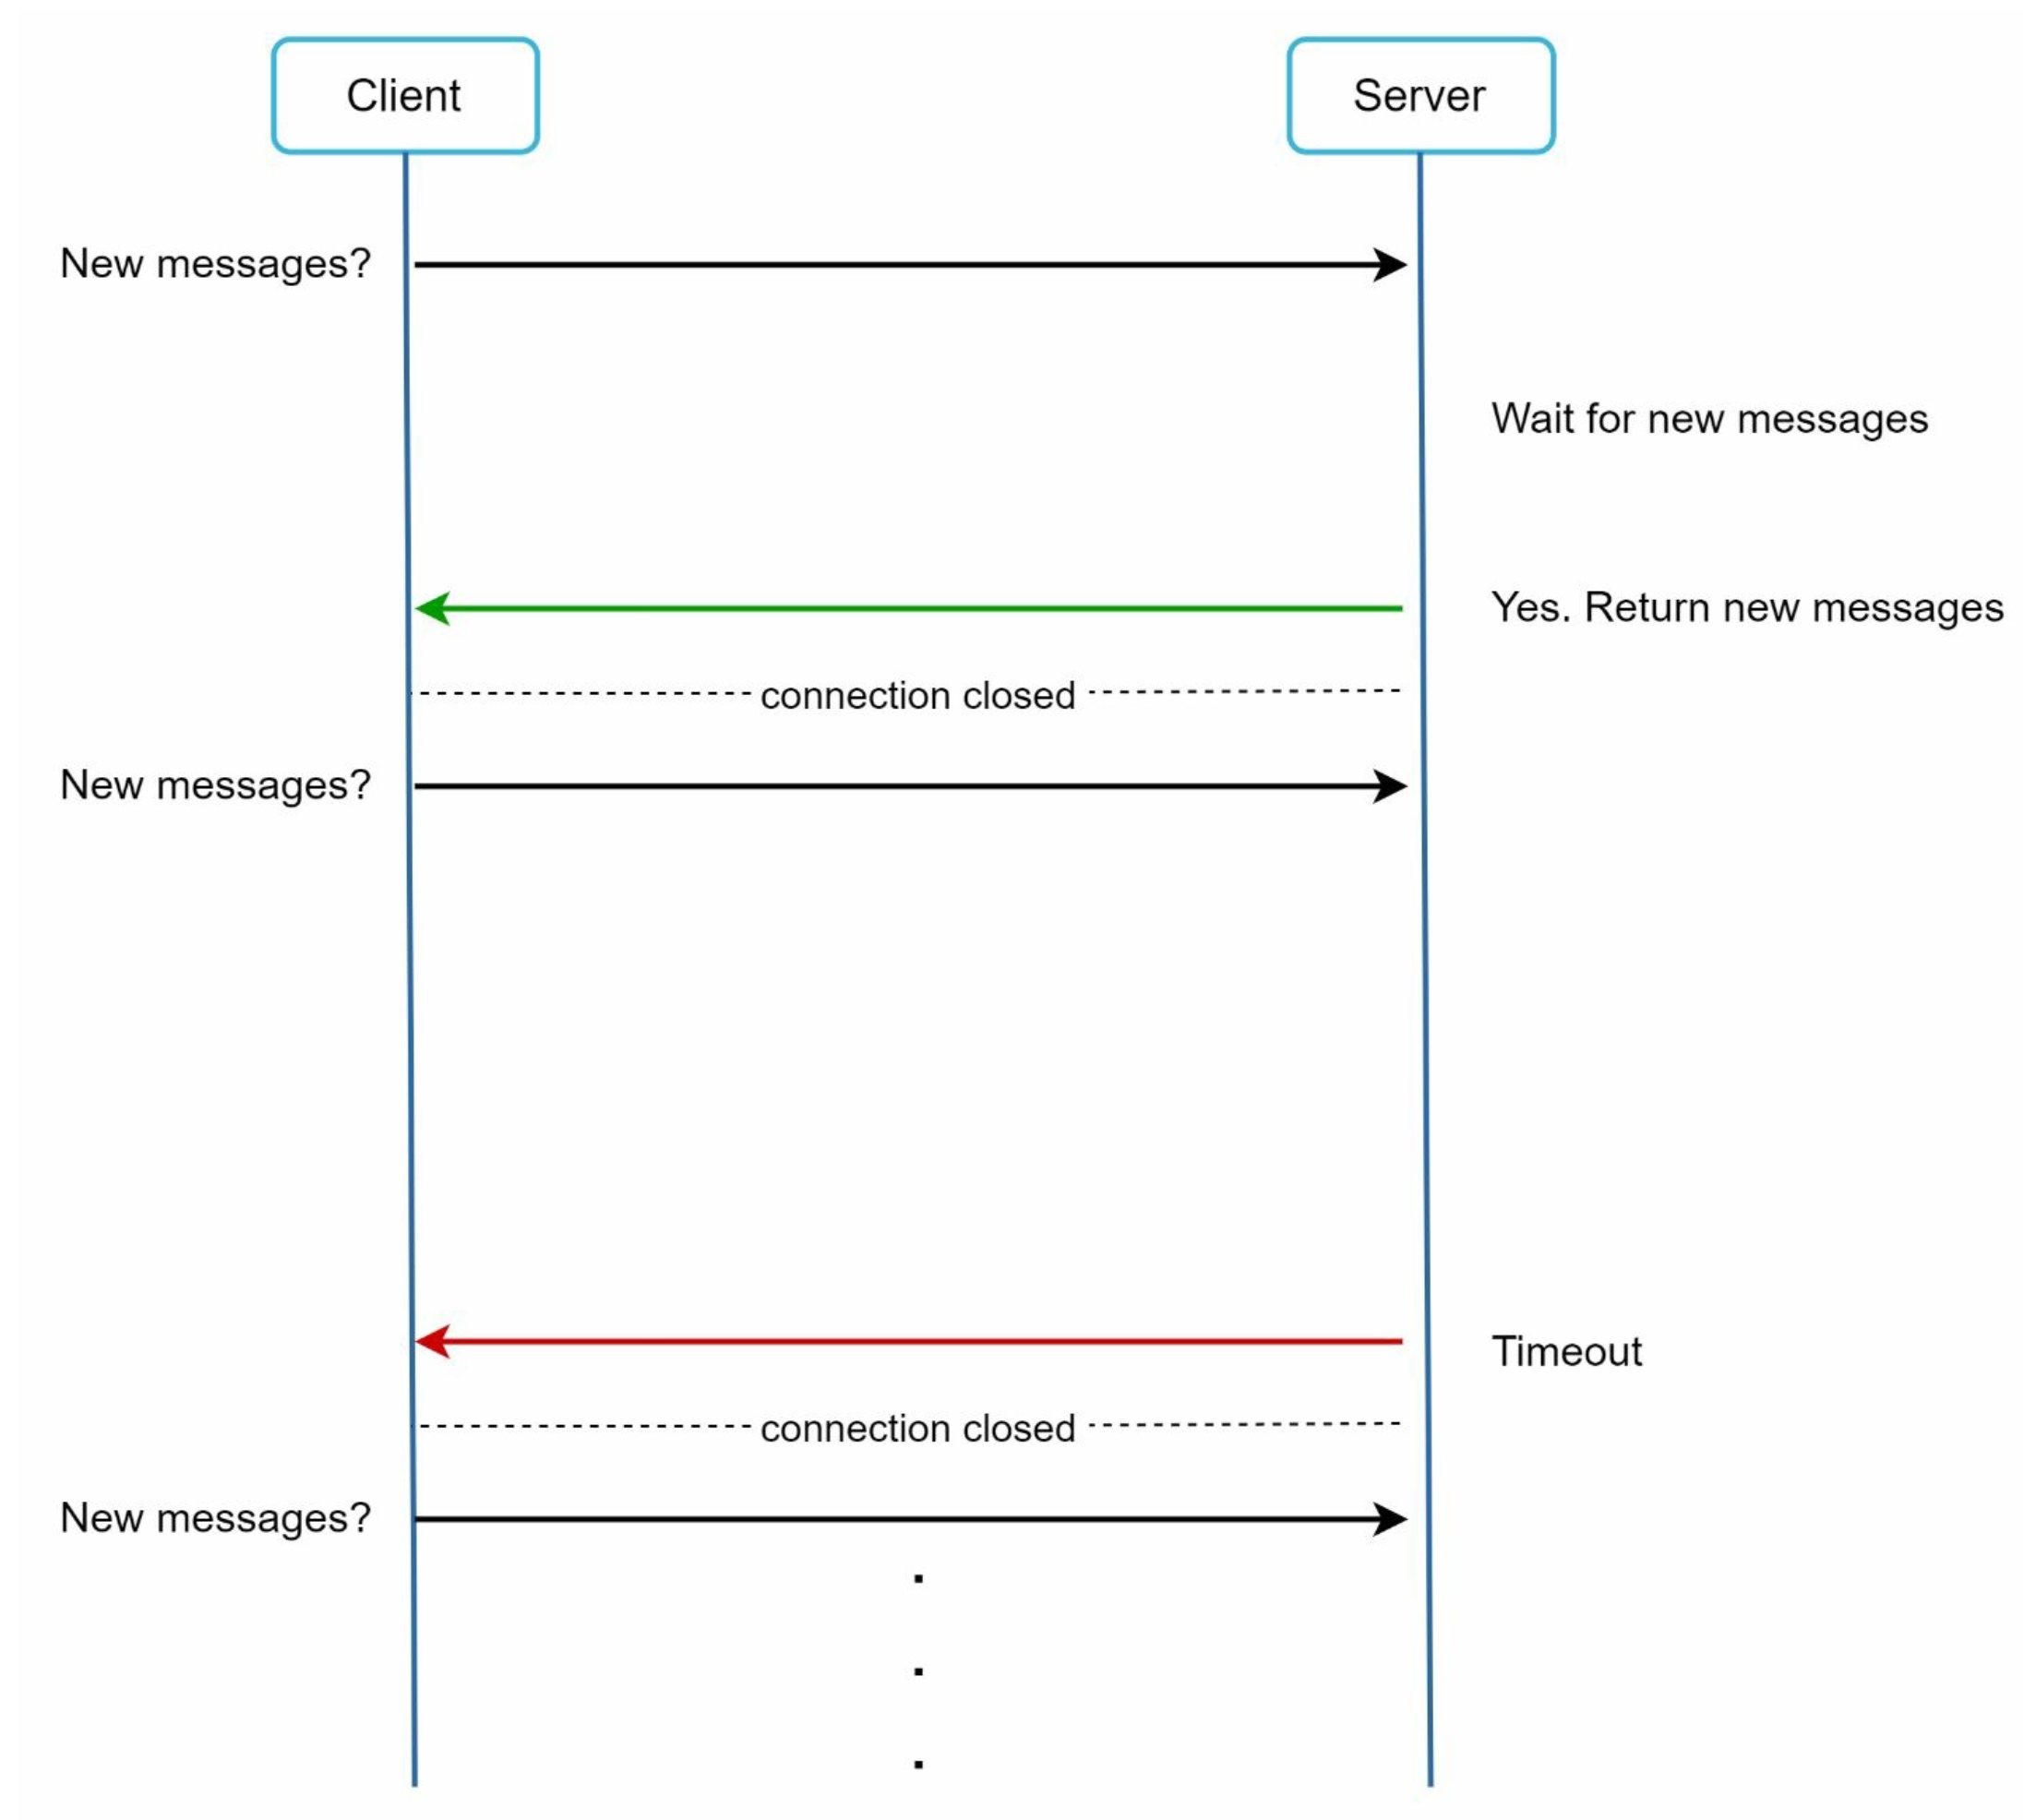 Client
Server
New messages?
Wait for new messages
Yes. Return new messages
connection closed
New messages?
Timeout
connection closed
New messages?